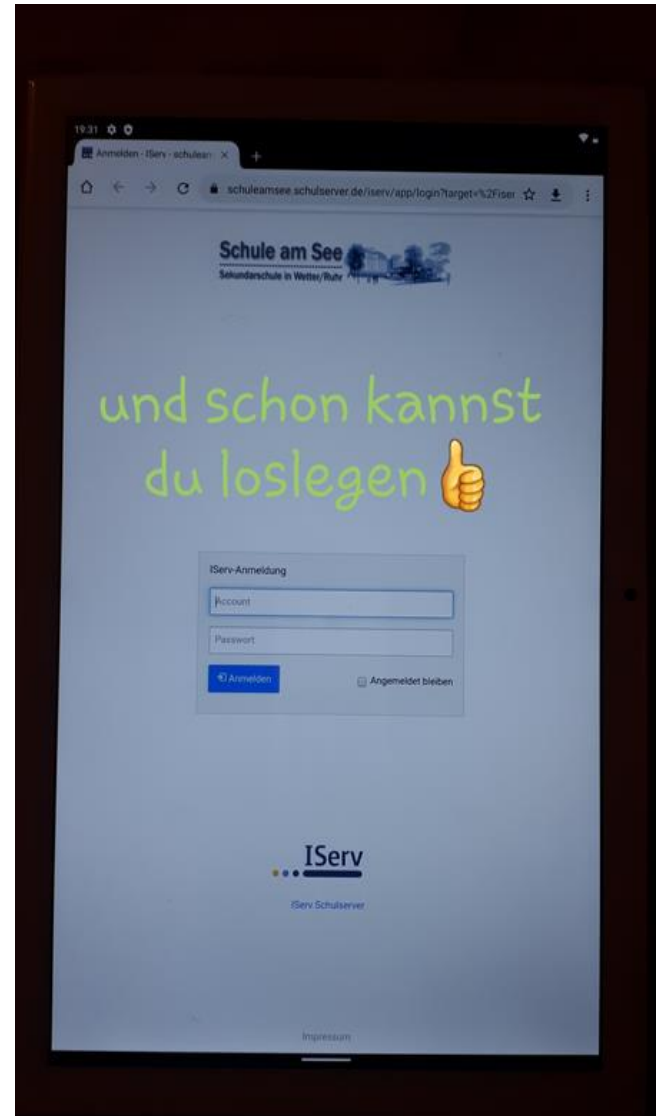 19:31
Anmelden - IServ - schulean
schuleamsee.schulserver.de/iserv/app/login?target=%2Fiser
Schule am See
Sekundarschule in Wetter/Ruhr
und schon kannst
du loslegen👍
IServ-Anmeldung
Account
Passwort
Anmelden
Angemeldet bleiben
IServ
IServ Schulserver
Impressum